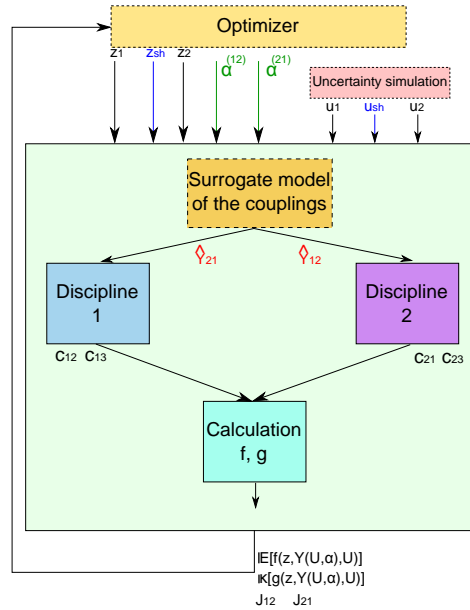 Optimizer
z1 zsh z2 α(12) α(21)
Uncertainty simulation
u1 ush u2
Surrogate model
of the couplings
ŷ21 ŷ12
Discipline
1
Discipline
2
c12 c13
c21 c23
Calculation
f, g
𝔼[f(z,Y(U,α),U)]
𝕂[g(z,Y(U,α),U)]
J12 J21